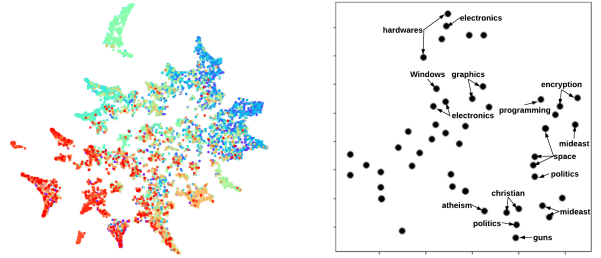 electronics
hardwares
Windows
graphics
encryption
programming
electronics
mideast
space
politics
christian
atheism
mideast
politics
guns